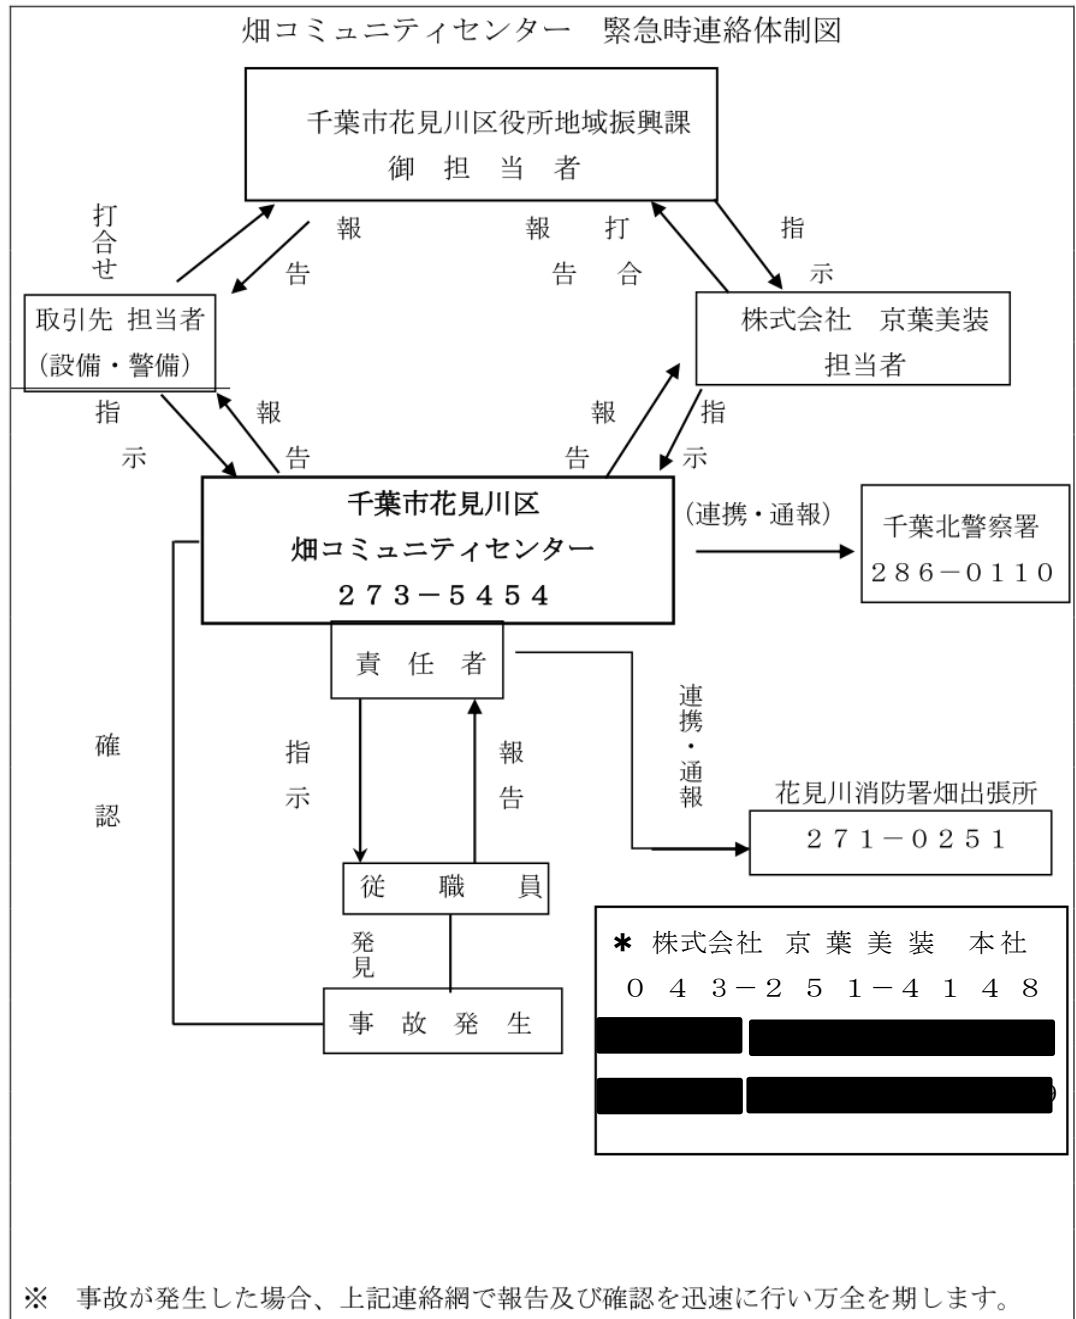 畑コミュニティセンター　緊急時連絡体制図
千葉市花見川区役所地域振興課
御　担　当　者
打合せ
報告
報告
打合
指示
取引先 担当者
（設備・警備）
株式会社　京葉美装
担当者
指示
報告
報告
指示
千葉市花見川区
畑コミュニティセンター
２７３－５４５４
（連携・通報）
千葉北警察署
２８６－０１１０
責　任　者
確認
指示
報告
連携・通報
花見川消防署畑出張所
２７１－０２５１
従　職　員
発見
事　故　発　生
＊ 株式会社 京 葉 美 装　本社
０ ４ ３－２ ５ １－４ １ ４ ８
※　事故が発生した場合、上記連絡網で報告及び確認を迅速に行い万全を期します。